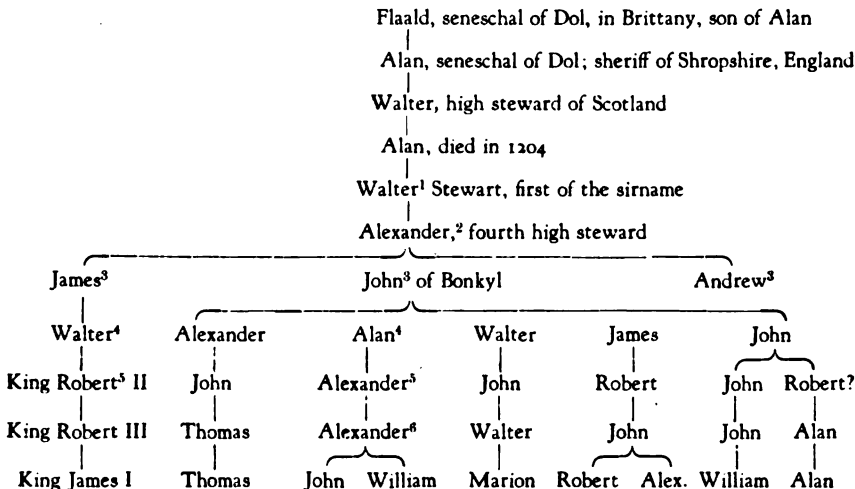 Flaald, seneschal of Dol, in Brittany, son of Alan
Alan, seneschal of Dol; sheriff of Shropshire, England
Walter, high steward of Scotland
Alan, died in 1204
Walter¹ Stewart, first of the sirname
Alexander,² fourth high steward
James³ John³ of Bonkyl Andrew³
Walter⁴ Alexander Alan⁴ Walter James John
King Robert⁵ II John Alexander⁵ John Robert John Robert?
King Robert III Thomas Alexander⁶ Walter John John Alan
King James I Thomas John William Marion Robert Alex. William Alan